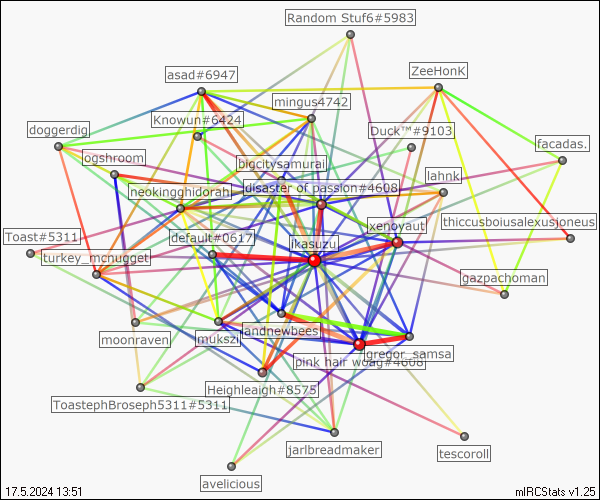 Random Stuf6#5983
asad#6947
ZeeHonK
mingus4742
Knowun#6424
doggerdig
Duck™#9103
facadas.
ogshroom
bigcitysamurai
lahnk
neokingghidorah
disaster of passion#4608
thiccusboiusalexusjoneus
xenoyaut
Toast#5311
default#0617
ikasuzu
turkey_mcnugget
gazpachoman
moonraven
mukszi
landnewbees
gregor_samsa
pink hair woag#4608
Heighleaigh#8575
ToastephBroseph5311#5311
jarlbreadmaker
tescoroll
avelicious
17.5.2024 13:51
mIRCStats v1.25